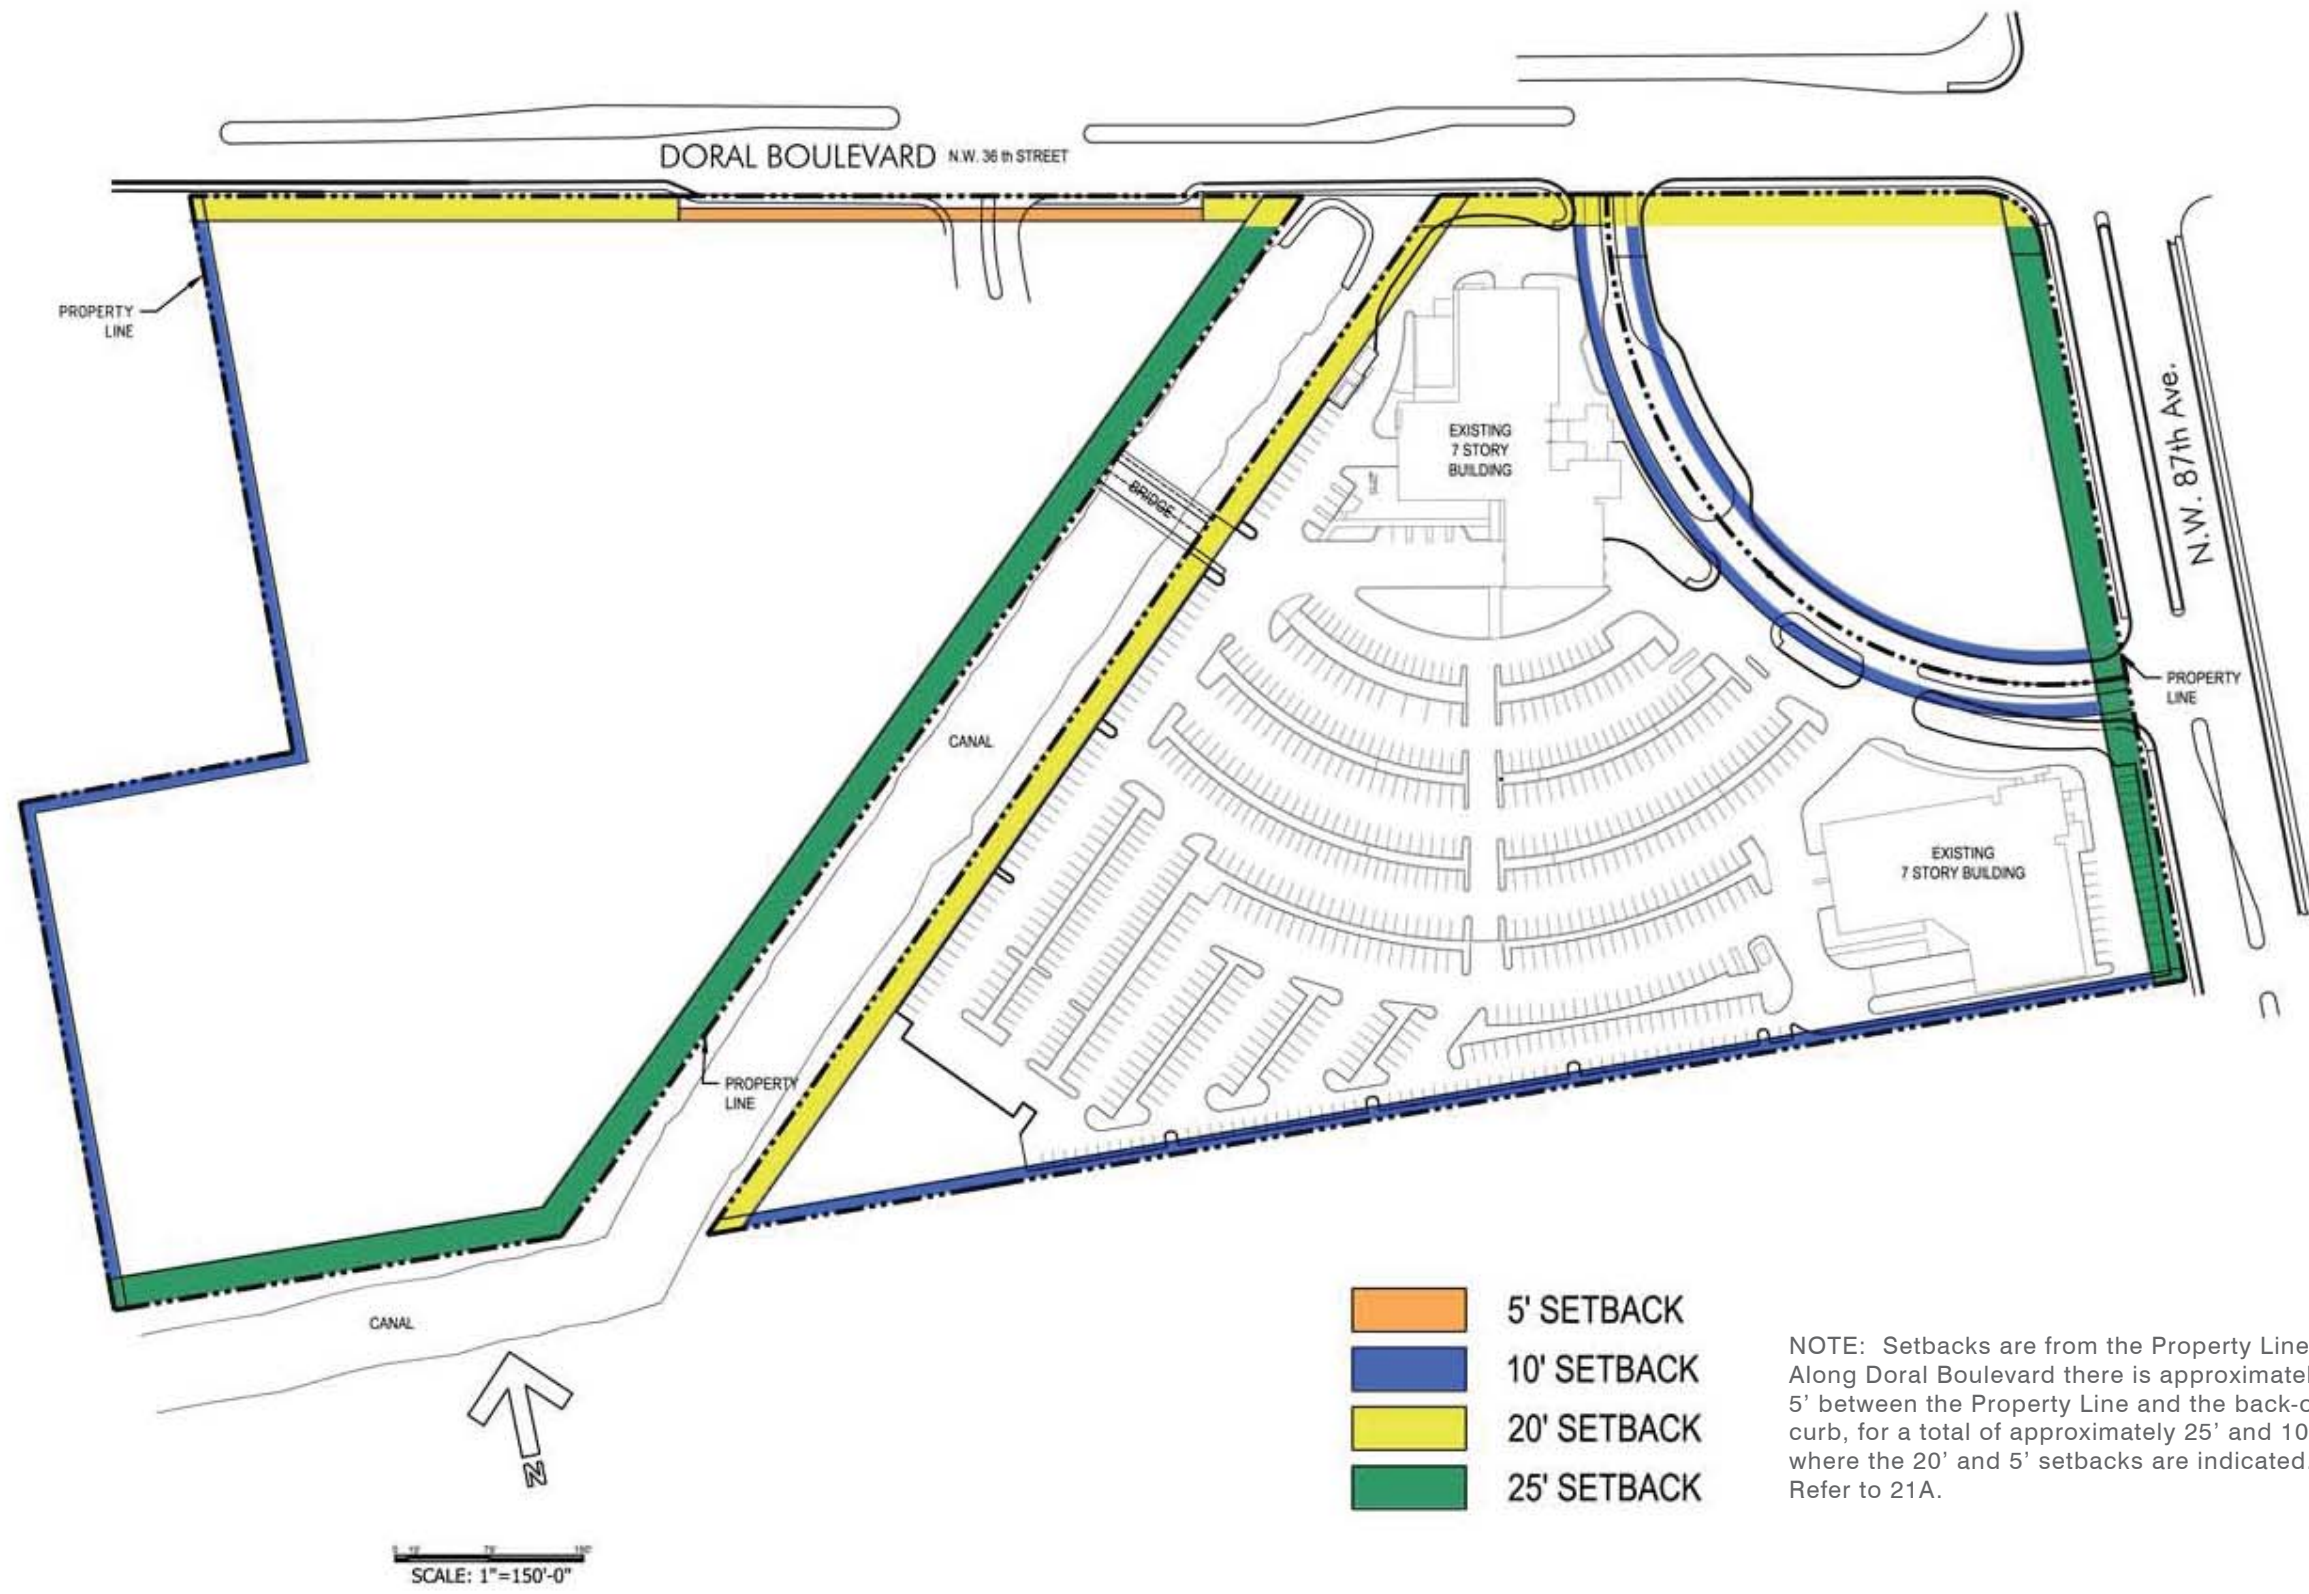 DORAL BOULEVARD N.W. 36 th STREET
PROPERTY
LINE
N.W. 87th Ave.
EXISTING
7 STORY
BUILDING
BRIDGE
PROPERTY
LINE
CANAL
EXISTING
7 STORY BUILDING
PROPERTY
LINE
CANAL
N
5' SETBACK
10' SETBACK
20' SETBACK
25' SETBACK
NOTE: Setbacks are from the Property Line
Along Doral Boulevard there is approximatel
5’ between the Property Line and the back-o
curb, for a total of approximately 25’ and 10
where the 20’ and 5’ setbacks are indicated.
Refer to 21A.
0 75' 150'
SCALE: 1"=150'-0"